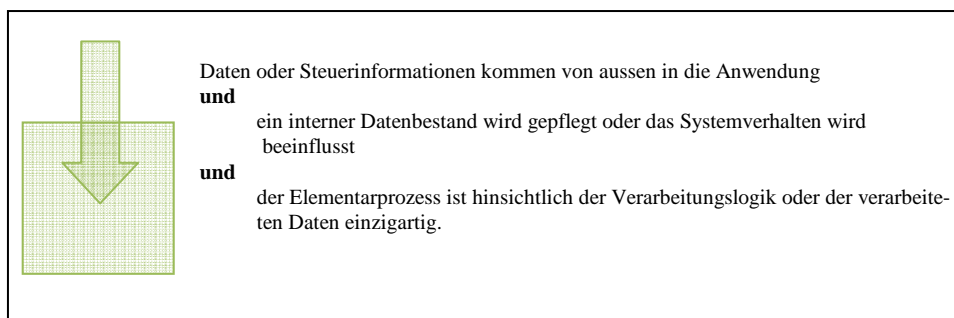 Daten oder Steuerinformationen kommen von aussen in die Anwendung
und
ein interner Datenbestand wird gepflegt oder das Systemverhalten wird
beeinflusst
und
der Elementarprozess ist hinsichtlich der Verarbeitungslogik oder der verarbeite-
ten Daten einzigartig.